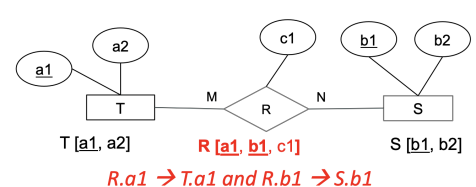 c1
a1 a2 b1 b2
T M R N S
T [a1, a2] R [a1, b1, c1] S [b1, b2]
R.a1 → T.a1 and R.b1 → S.b1